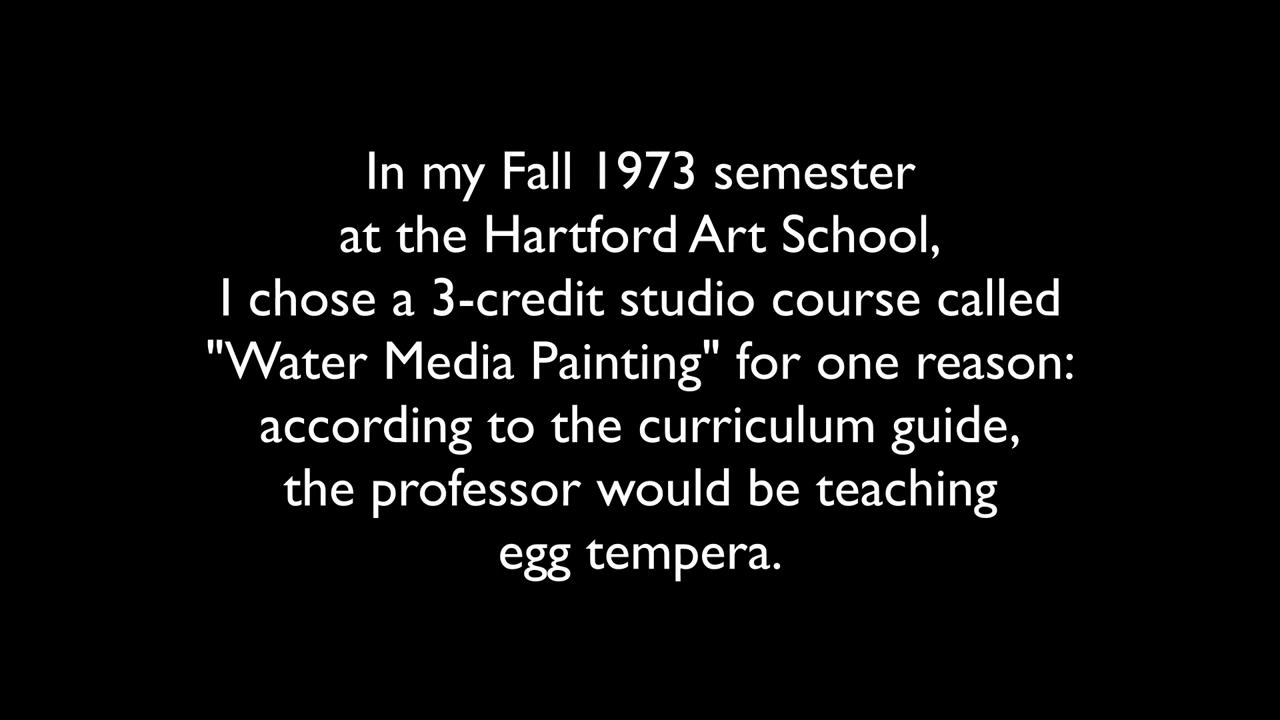 In my Fall 1973 semester
at the Hartford Art School,
I chose a 3-credit studio course called
"Water Media Painting" for one reason:
according to the curriculum guide,
the professor would be teaching
egg tempera.